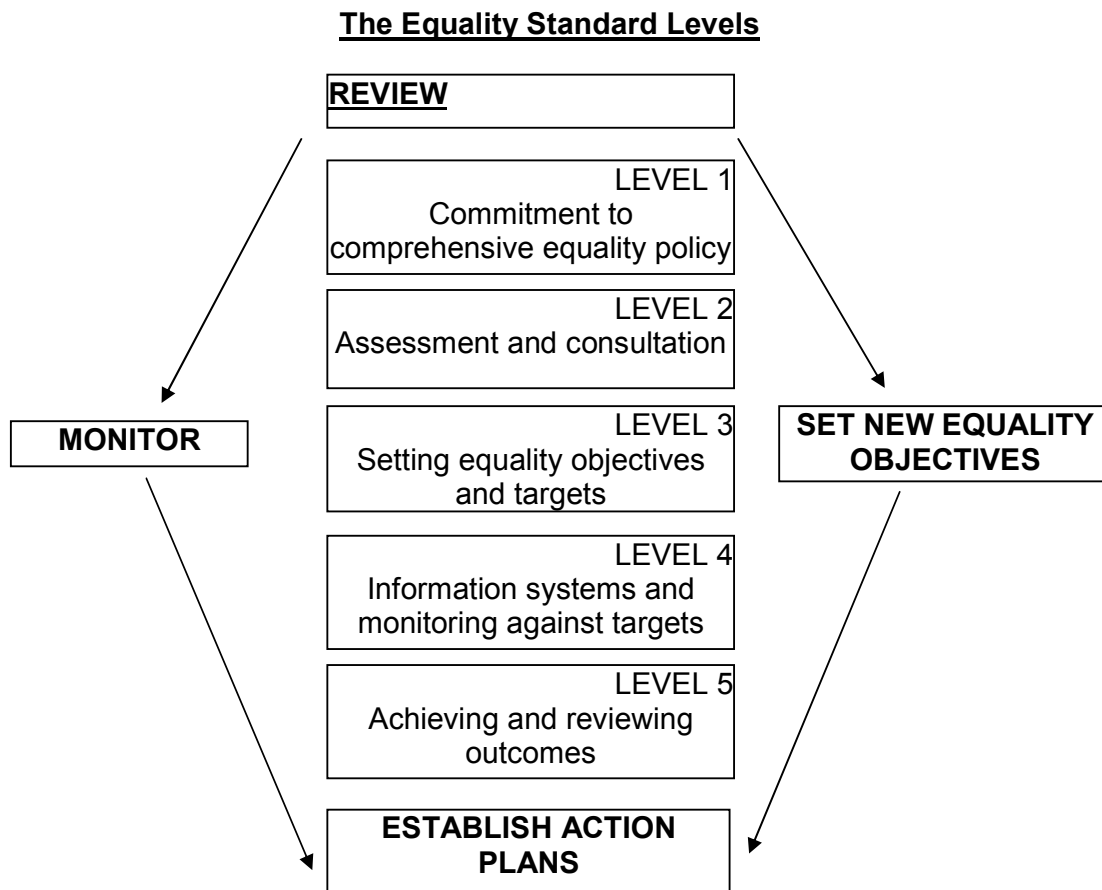 The Equality Standard Levels
REVIEW
LEVEL 1
Commitment to
comprehensive equality policy
LEVEL 2
Assessment and consultation
MONITOR
LEVEL 3
Setting equality objectives
and targets
SET NEW EQUALITY
OBJECTIVES
LEVEL 4
Information systems and
monitoring against targets
LEVEL 5
Achieving and reviewing
outcomes
ESTABLISH ACTION
PLANS